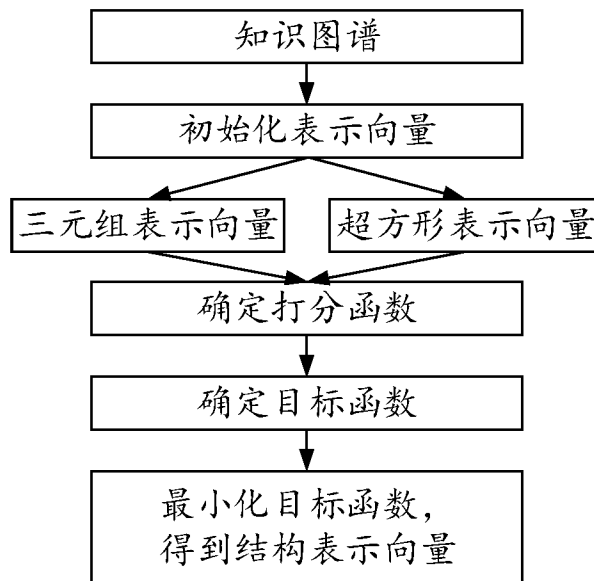 知识图谱
初始化表示向量
三元组表示向量
超方形表示向量
确定打分函数
确定目标函数
最小化目标函数，
得到结构表示向量